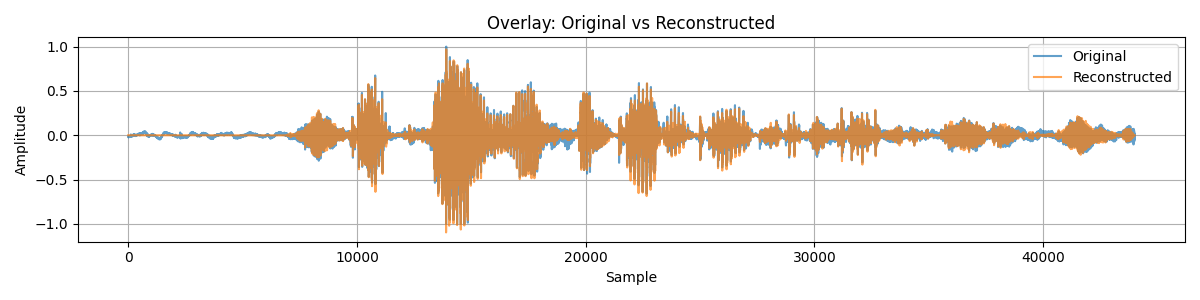 Overlay: Original vs Reconstructed
1.0
0.5
0.0
−0.5
−1.0
Amplitude
Original
Reconstructed
0
10000
20000
30000
40000
Sample